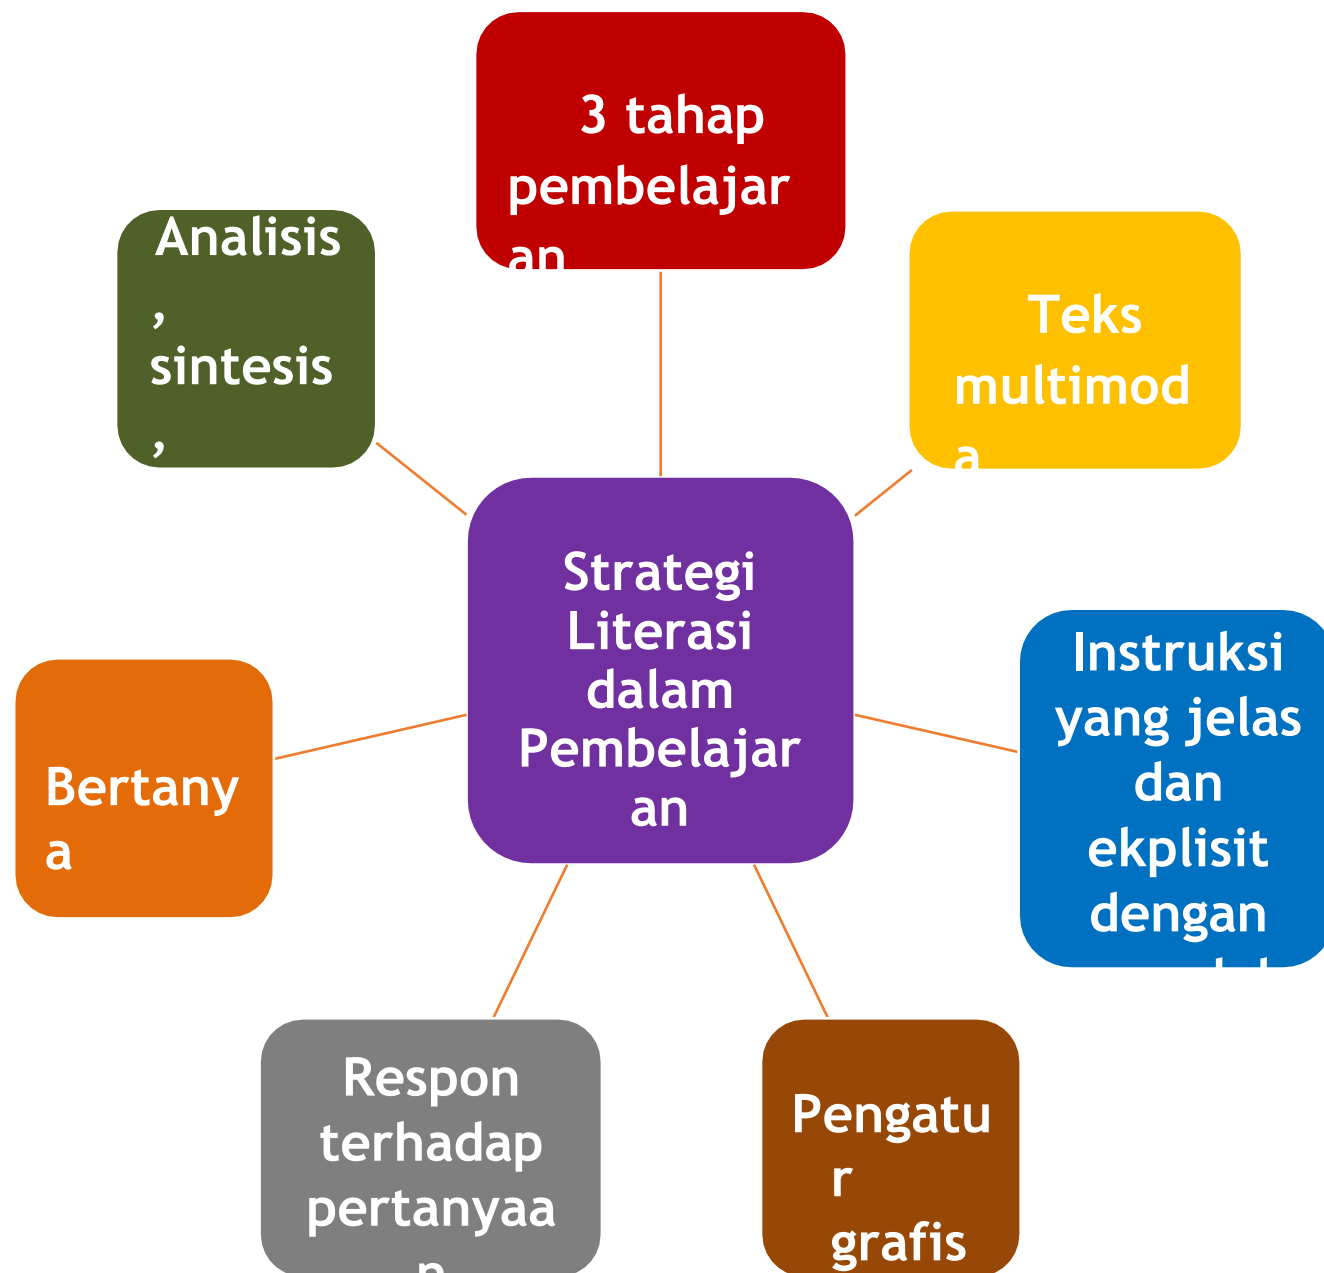 3 tahap
pembelajar
an
Analisis
,
sintesis
,
Teks
multimod
a
Strategi
Literasi
dalam
Pembelajar
an
Instruksi
yang jelas
dan
ekplisit
dengan
Bertany
a
Respon
terhadap
pertanyaa
n
Pengatu
r
grafis